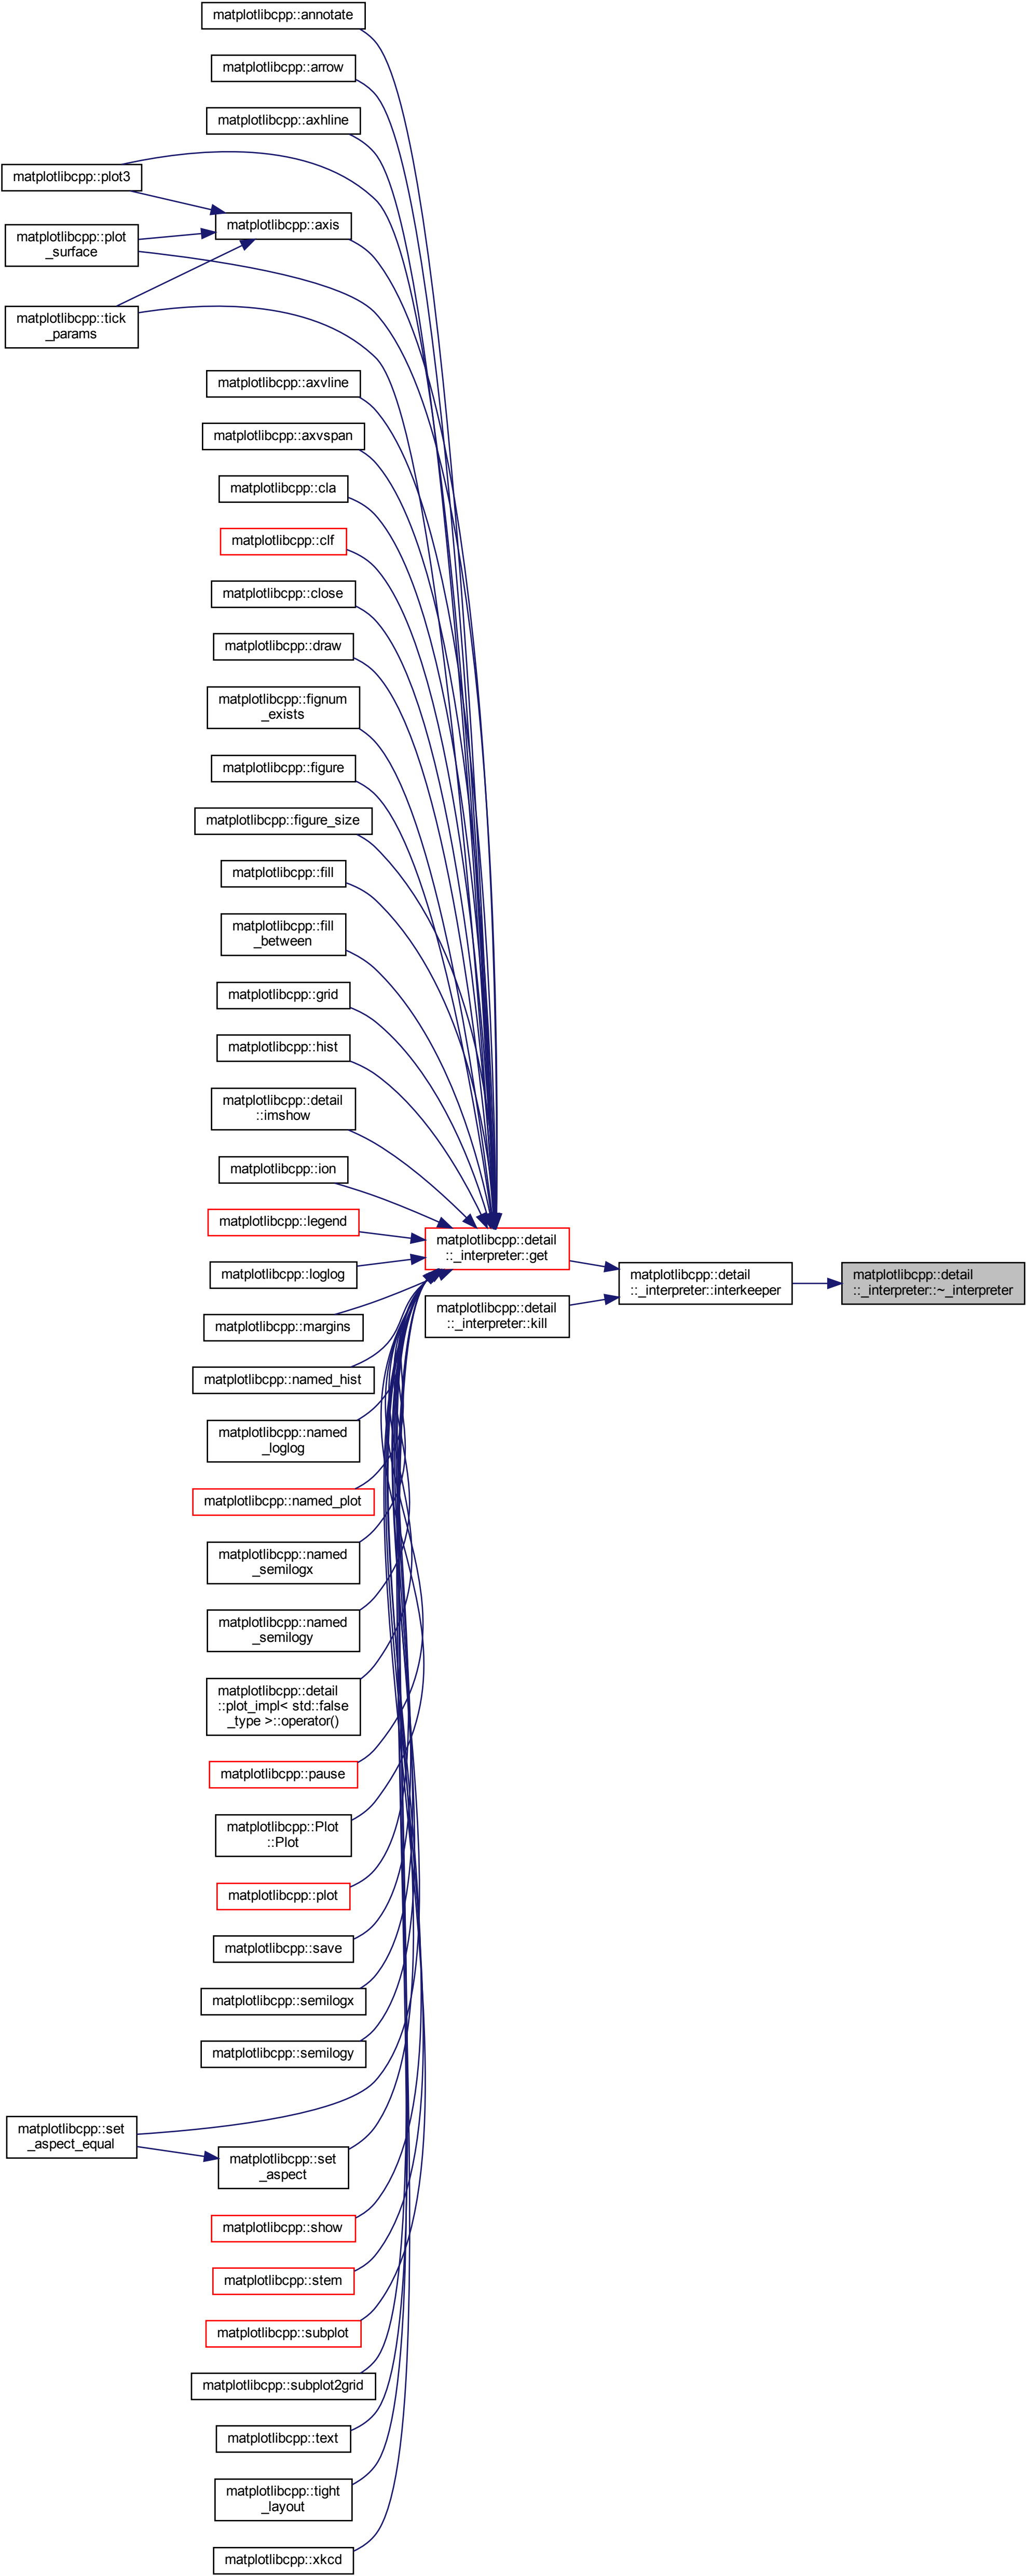 matplotlibcpp::annotate
matplotlibcpp::arrow
matplotlibcpp::axhline
matplotlibcpp::plot3
matplotlibcpp::axis
matplotlibcpp::plot
_surface
matplotlibcpp::tick
_params
matplotlibcpp::axvline
matplotlibcpp::axvspan
matplotlibcpp::cla
matplotlibcpp::clf
matplotlibcpp::close
matplotlibcpp::draw
matplotlibcpp::fignum
_exists
matplotlibcpp::figure
matplotlibcpp::figure_size
matplotlibcpp::fill
matplotlibcpp::fill
_between
matplotlibcpp::grid
matplotlibcpp::hist
matplotlibcpp::detail
::imshow
matplotlibcpp::ion
matplotlibcpp::legend
matplotlibcpp::loglog
matplotlibcpp::detail
::_interpreter::get
matplotlibcpp::detail
::_interpreter::kill
matplotlibcpp::detail
::_interpreter::interkeeper
matplotlibcpp::detail
::_interpreter::~_interpreter
matplotlibcpp::margins
matplotlibcpp::named_hist
matplotlibcpp::named
_loglog
matplotlibcpp::named_plot
matplotlibcpp::named
_semilogx
matplotlibcpp::named
_semilogy
matplotlibcpp::detail
::plot_impl< std::false
_type >::operator()
matplotlibcpp::pause
matplotlibcpp::Plot
::Plot
matplotlibcpp::plot
matplotlibcpp::save
matplotlibcpp::semilogx
matplotlibcpp::semilogy
matplotlibcpp::set
_aspect_equal
matplotlibcpp::set
_aspect
matplotlibcpp::show
matplotlibcpp::stem
matplotlibcpp::subplot
matplotlibcpp::subplot2grid
matplotlibcpp::text
matplotlibcpp::tight
_layout
matplotlibcpp::xkcd